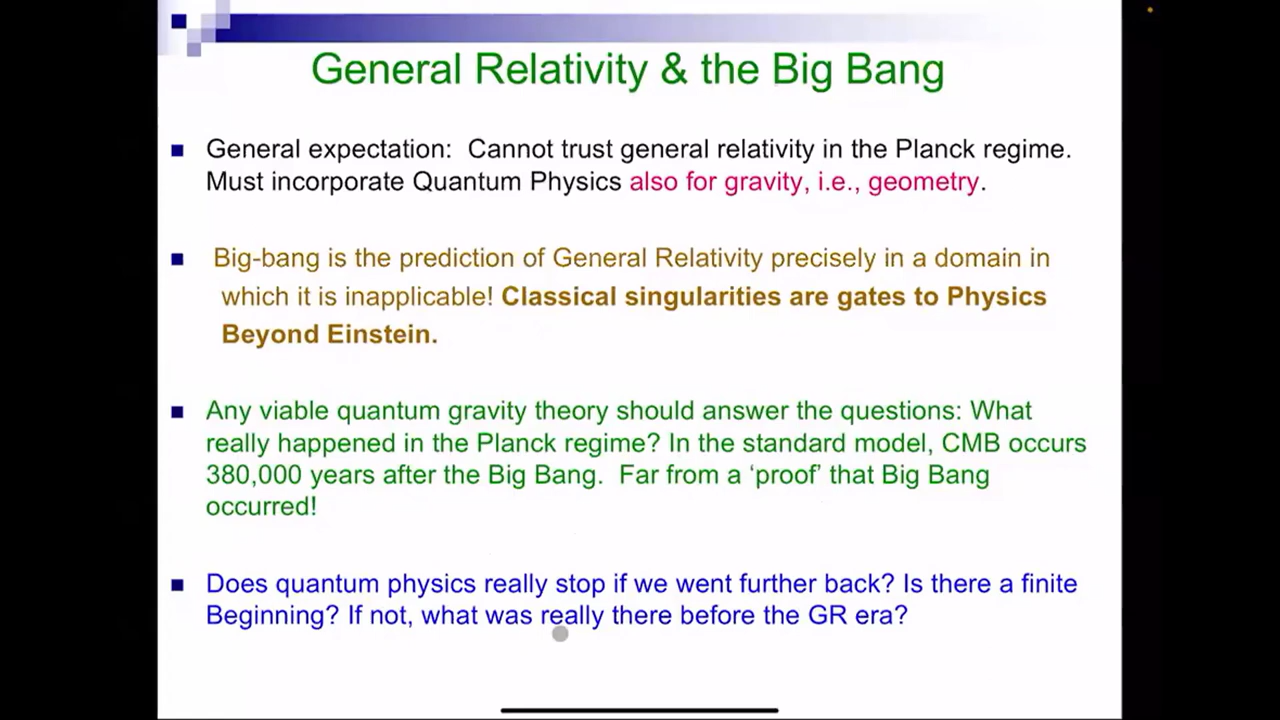 General Relativity & the Big Bang
General expectation: Cannot trust general relativity in the Planck regime.
Must incorporate Quantum Physics also for gravity, i.e., geometry.
Big-bang is the prediction of General Relativity precisely in a domain in
which it is inapplicable! Classical singularities are gates to Physics
Beyond Einstein.
Any viable quantum gravity theory should answer the questions: What
really happened in the Planck regime? In the standard model, CMB occurs
380,000 years after the Big Bang. Far from a ‘proof’ that Big Bang
occurred!
Does quantum physics really stop if we went further back? Is there a finite
Beginning? If not, what was really there before the GR era?